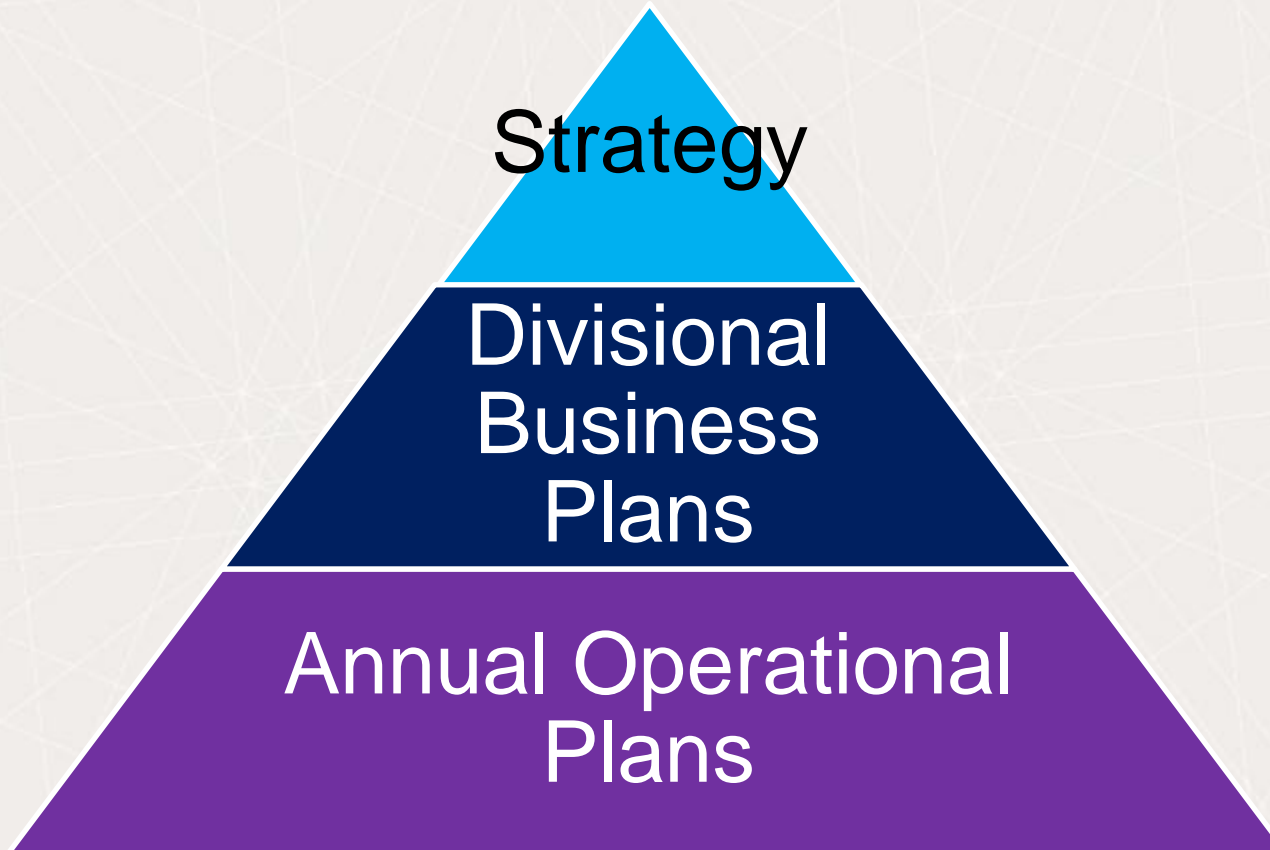 Strategy
Divisional
Business
Plans
Annual Operational
Plans